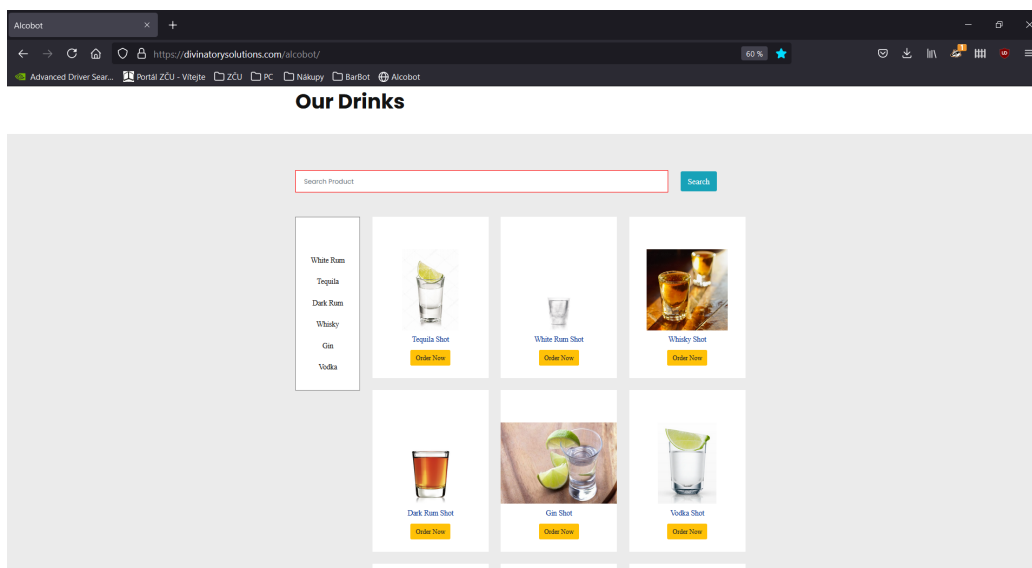 Alcobot
https://divinatorysolutions.com/alcobot/
60 %
1
Advanced Driver Sear... Portál ZČU - Vítejte ZČU PC Nákupy BarBot Alcobot
Our Drinks
Search Product
Search
White Rum
Tequila
Dark Rum
Whisky
Gin
Vodka
Tequila Shot
Order Now
White Rum Shot
Order Now
Whisky Shot
Order Now
Dark Rum Shot
Order Now
Gin Shot
Order Now
Vodka Shot
Order Now